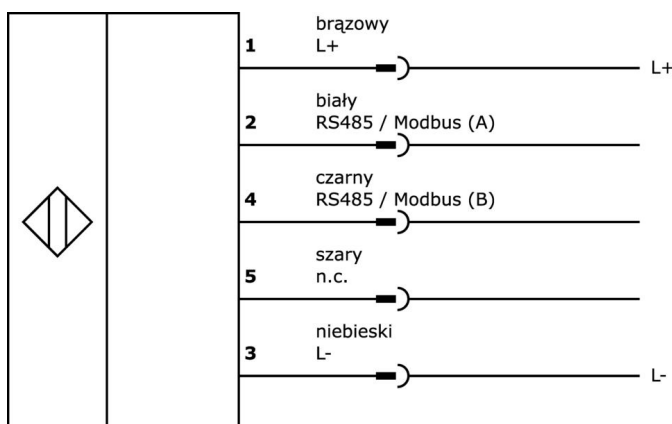 brązowy
1 L+
L+
biały
2 RS485 / Modbus (A)
czarny
4 RS485 / Modbus (B)
szary
5 n.c.
niebieski
3 L-
L-